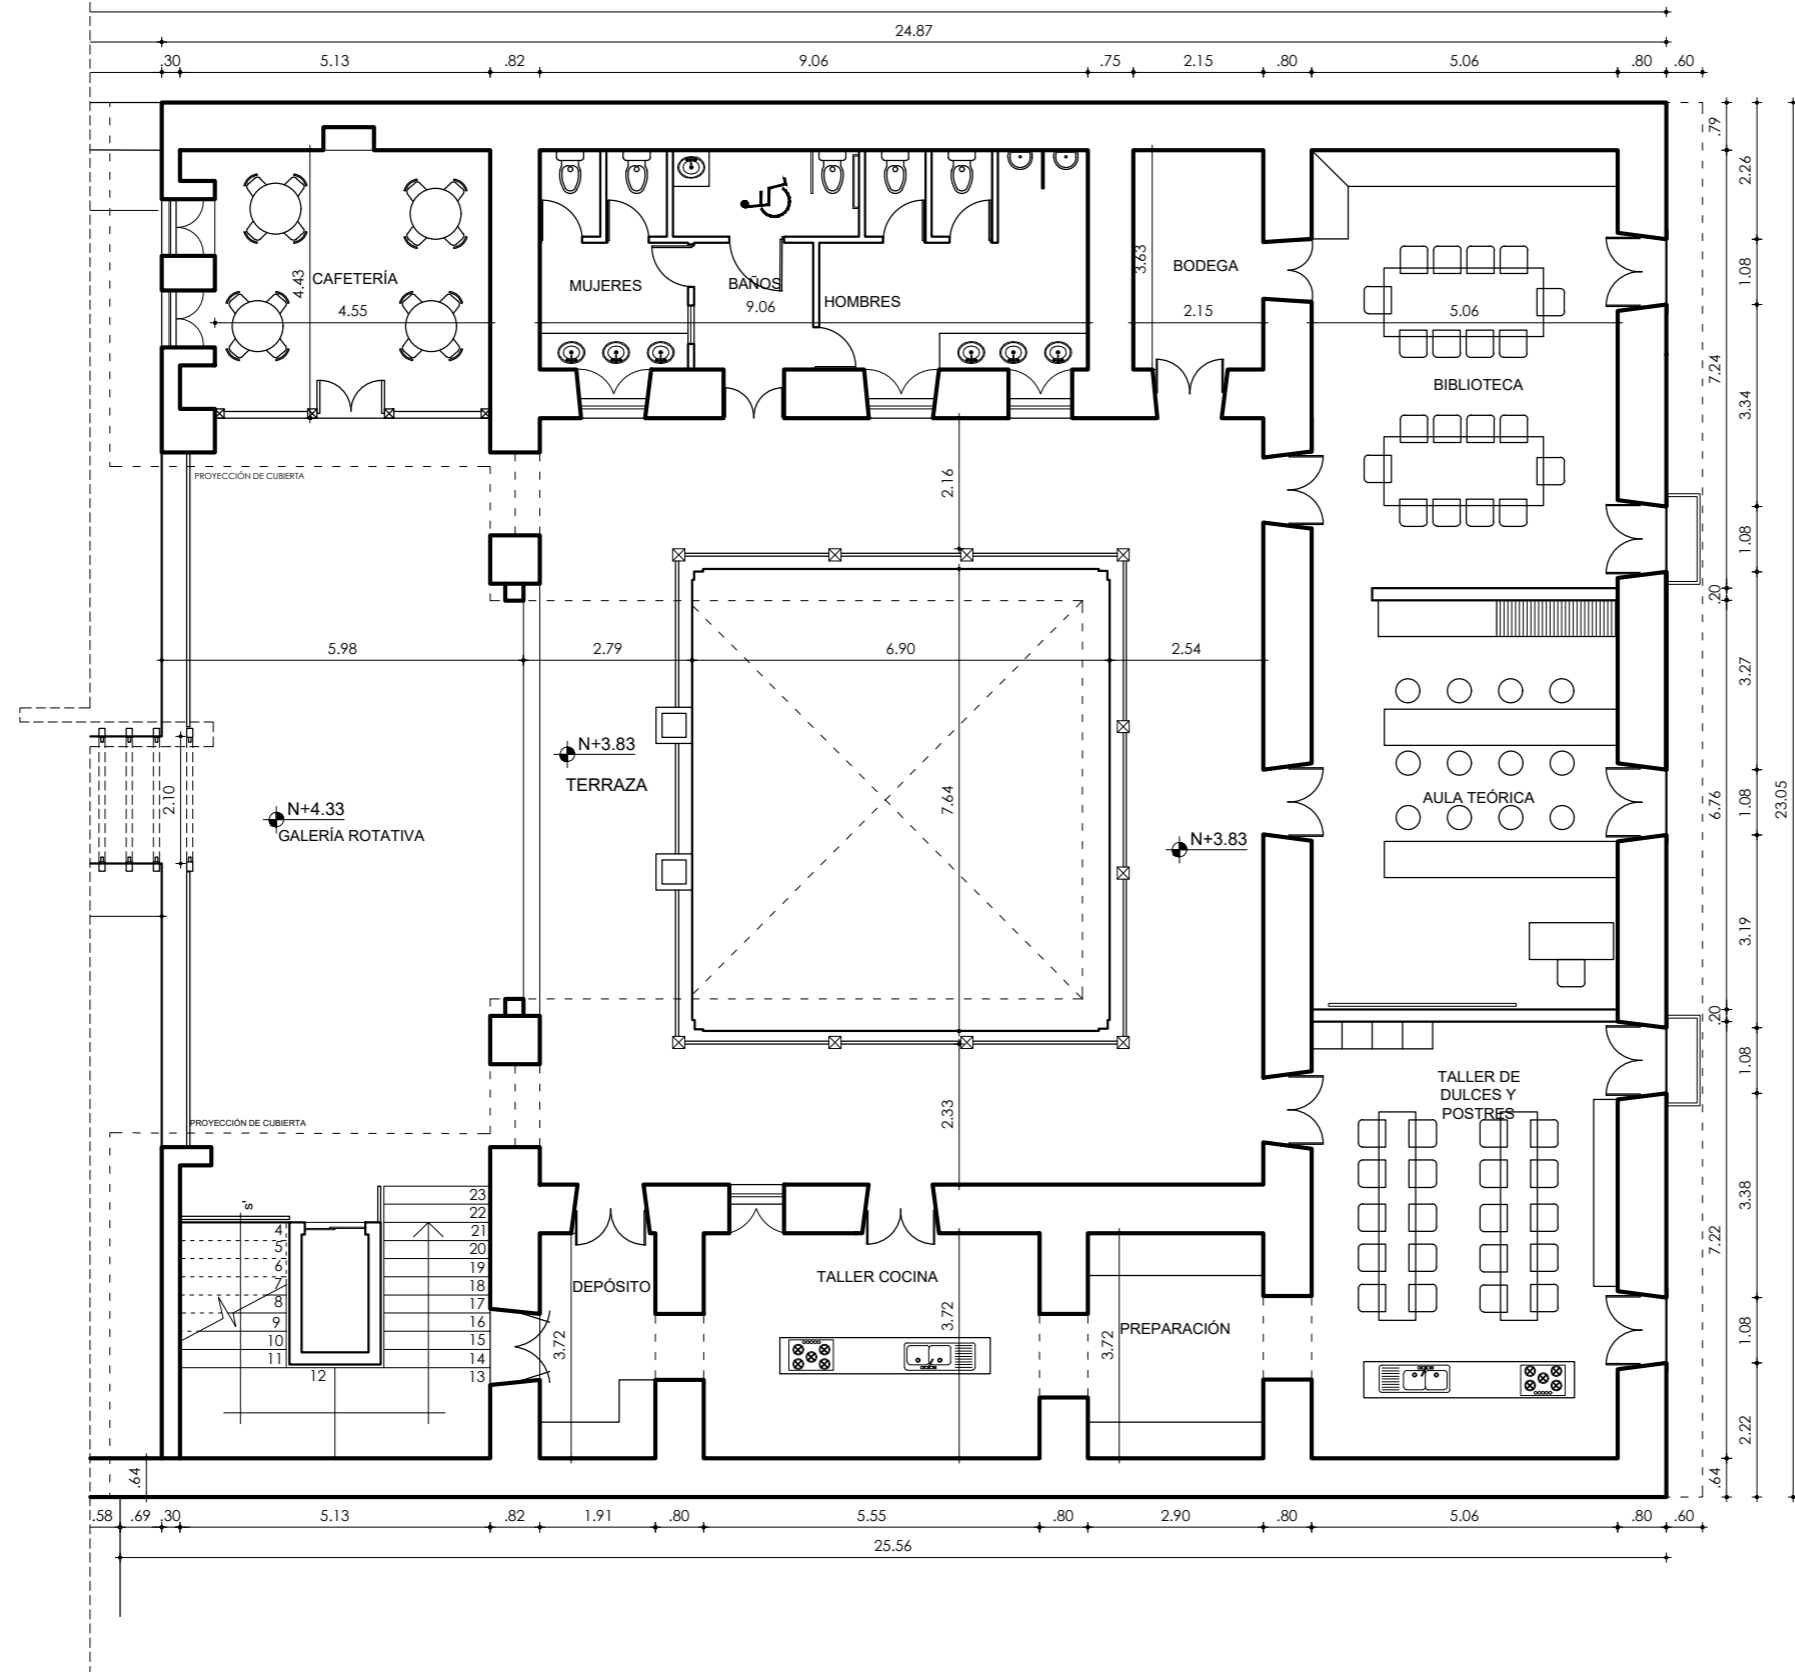 24.87
.30 5.13 .82 9.06 .75 2.15 .80 5.06 .80 .60
.79
2.26
CAFETERÍA
4.43
4.55
MUJERES
BAÑOS
9.06
HOMBRES
3.63
BODEGA
2.15
5.06
BIBLIOTECA
1.08
7.24
3.34
PROYECCIÓN DE CUBIERTA
2.16
1.08
.20
5.98 2.79 6.90 2.54
3.27
N+3.83
TERRAZA
2.10
N+4.33
GALERÍA ROTATIVA
7.64
N+3.83
AULA TEÓRICA
6.76
1.08
23.05
3.19
.20
1.08
PROYECCIÓN DE CUBIERTA
2.33
TALLER DE
DULCES Y
POSTRES
3.38
7.22
s'
23
22
4 21
5 20
6 19
7 18
8 17
9 16
10 15
11 14
12 13
DEPÓSITO
3.72
TALLER COCINA
3.72
PREPARACIÓN
3.72
1.08
2.22
.64
.64
.58 .69 .30 5.13 .82 1.91 .80 5.55 .80 2.90 .80 5.06 .80 .60
25.56